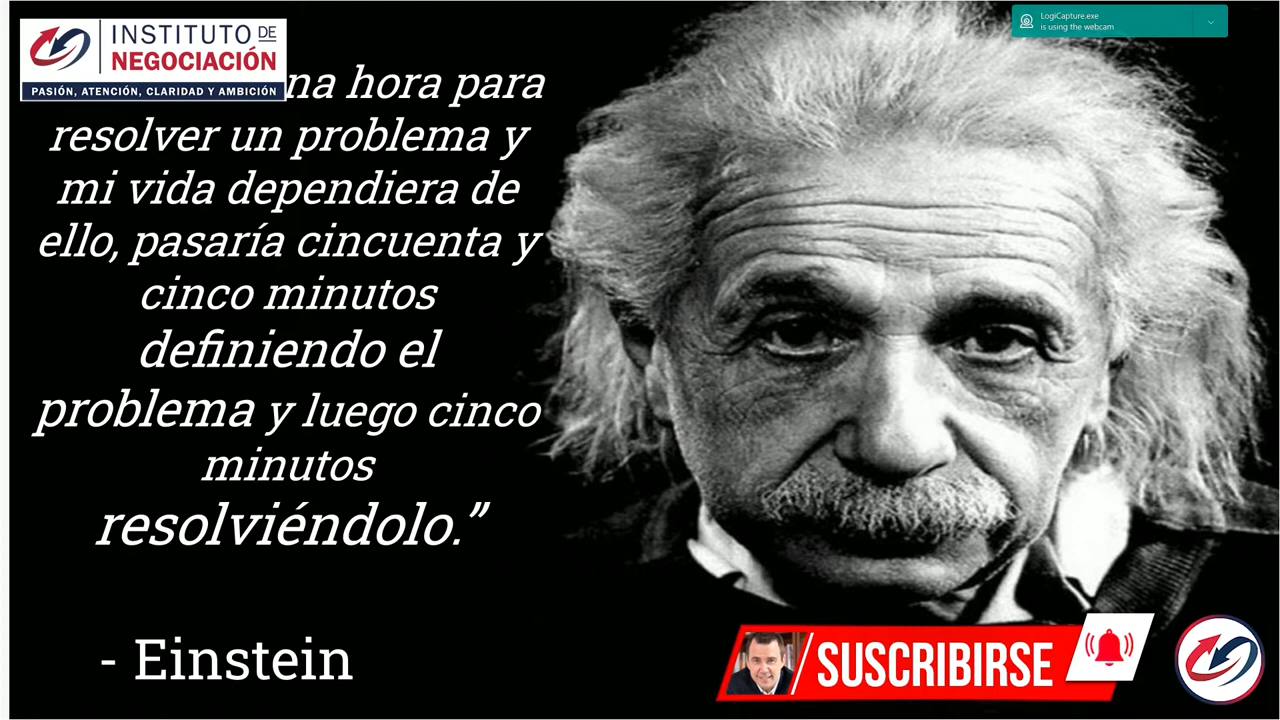 INSTITUTO DE
NEGOCIACIÓN
PASIÓN, ATENCIÓN, CLARIDAD Y AMBICIÓN
LogiCapture.exe
is using the webcam
hora para
resolver un problema y
mi vida dependiera de
ello, pasaría cincuenta y
cinco minutos
definiendo el
problema y luego cinco
minutos
resolviéndolo.”
- Einstein
SUSCRIBIRSE